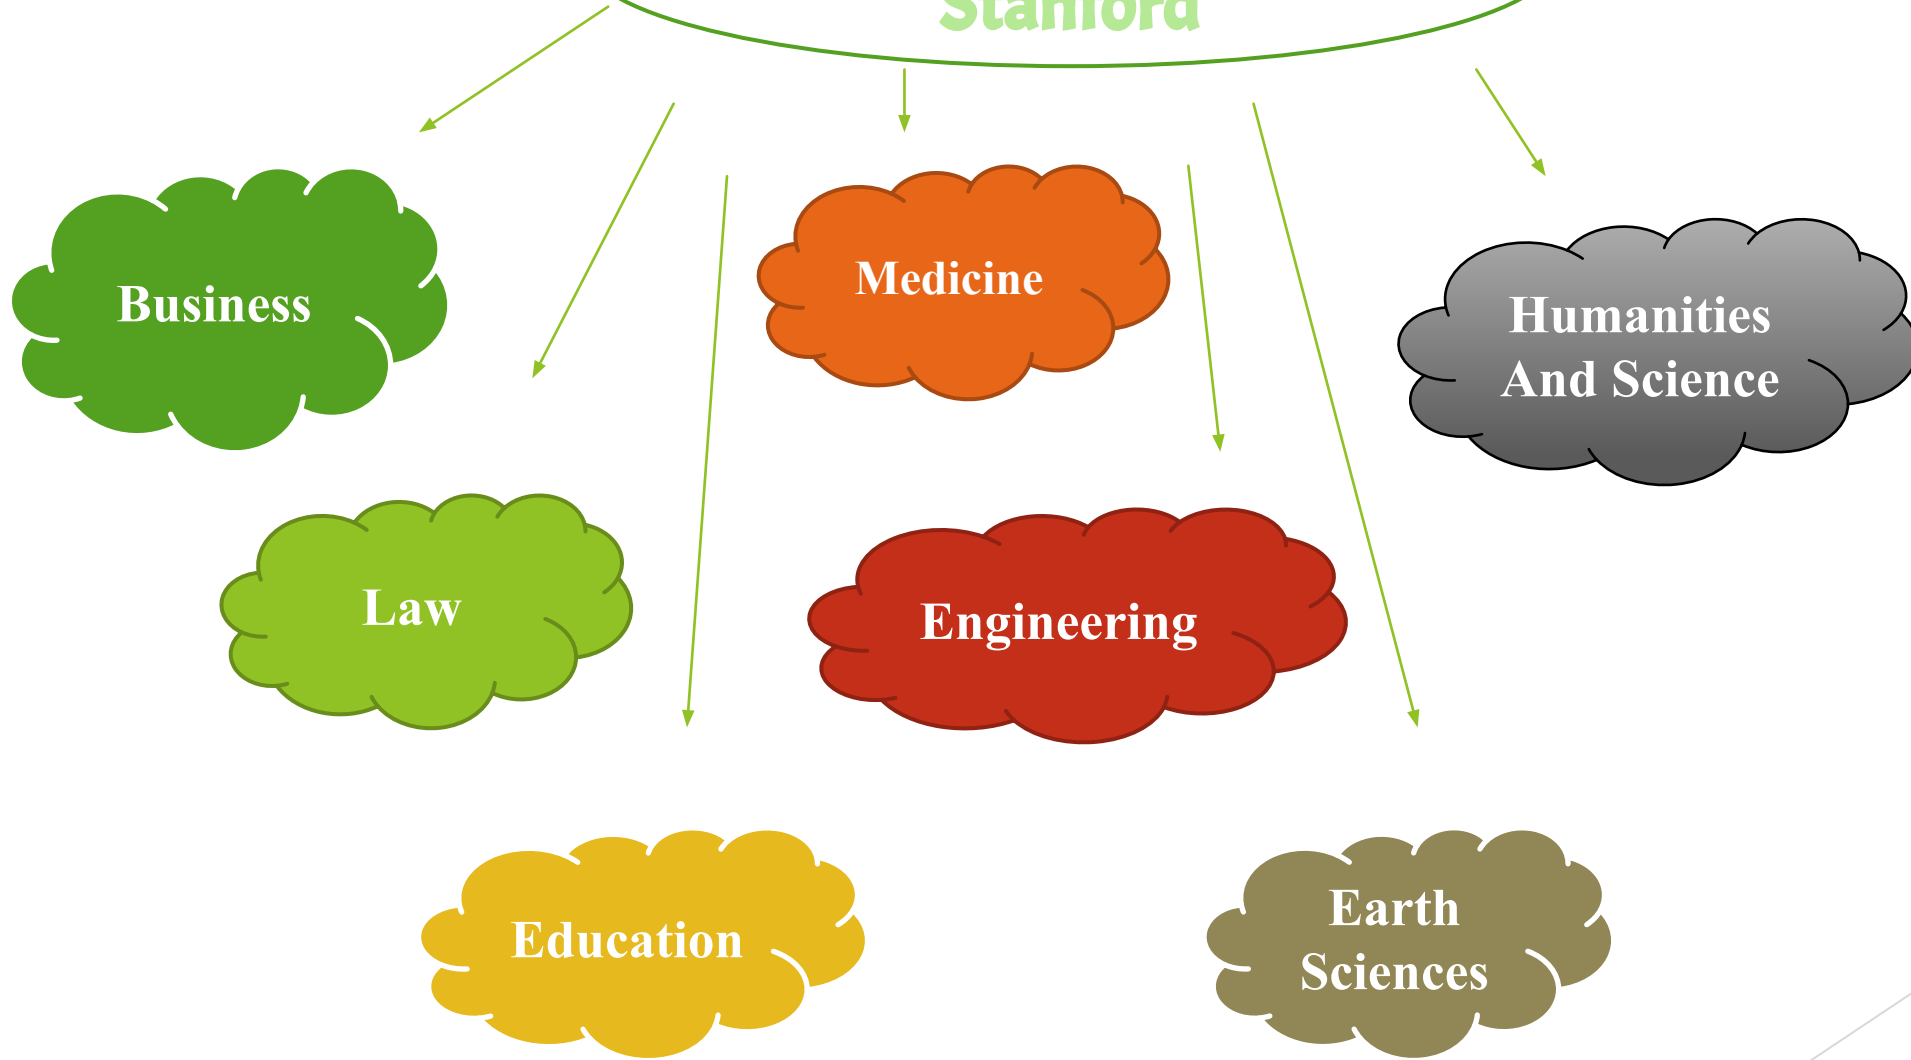 Stanford
Business
Medicine
Humanities
And Science
Law
Engineering
Education
Earth
Sciences